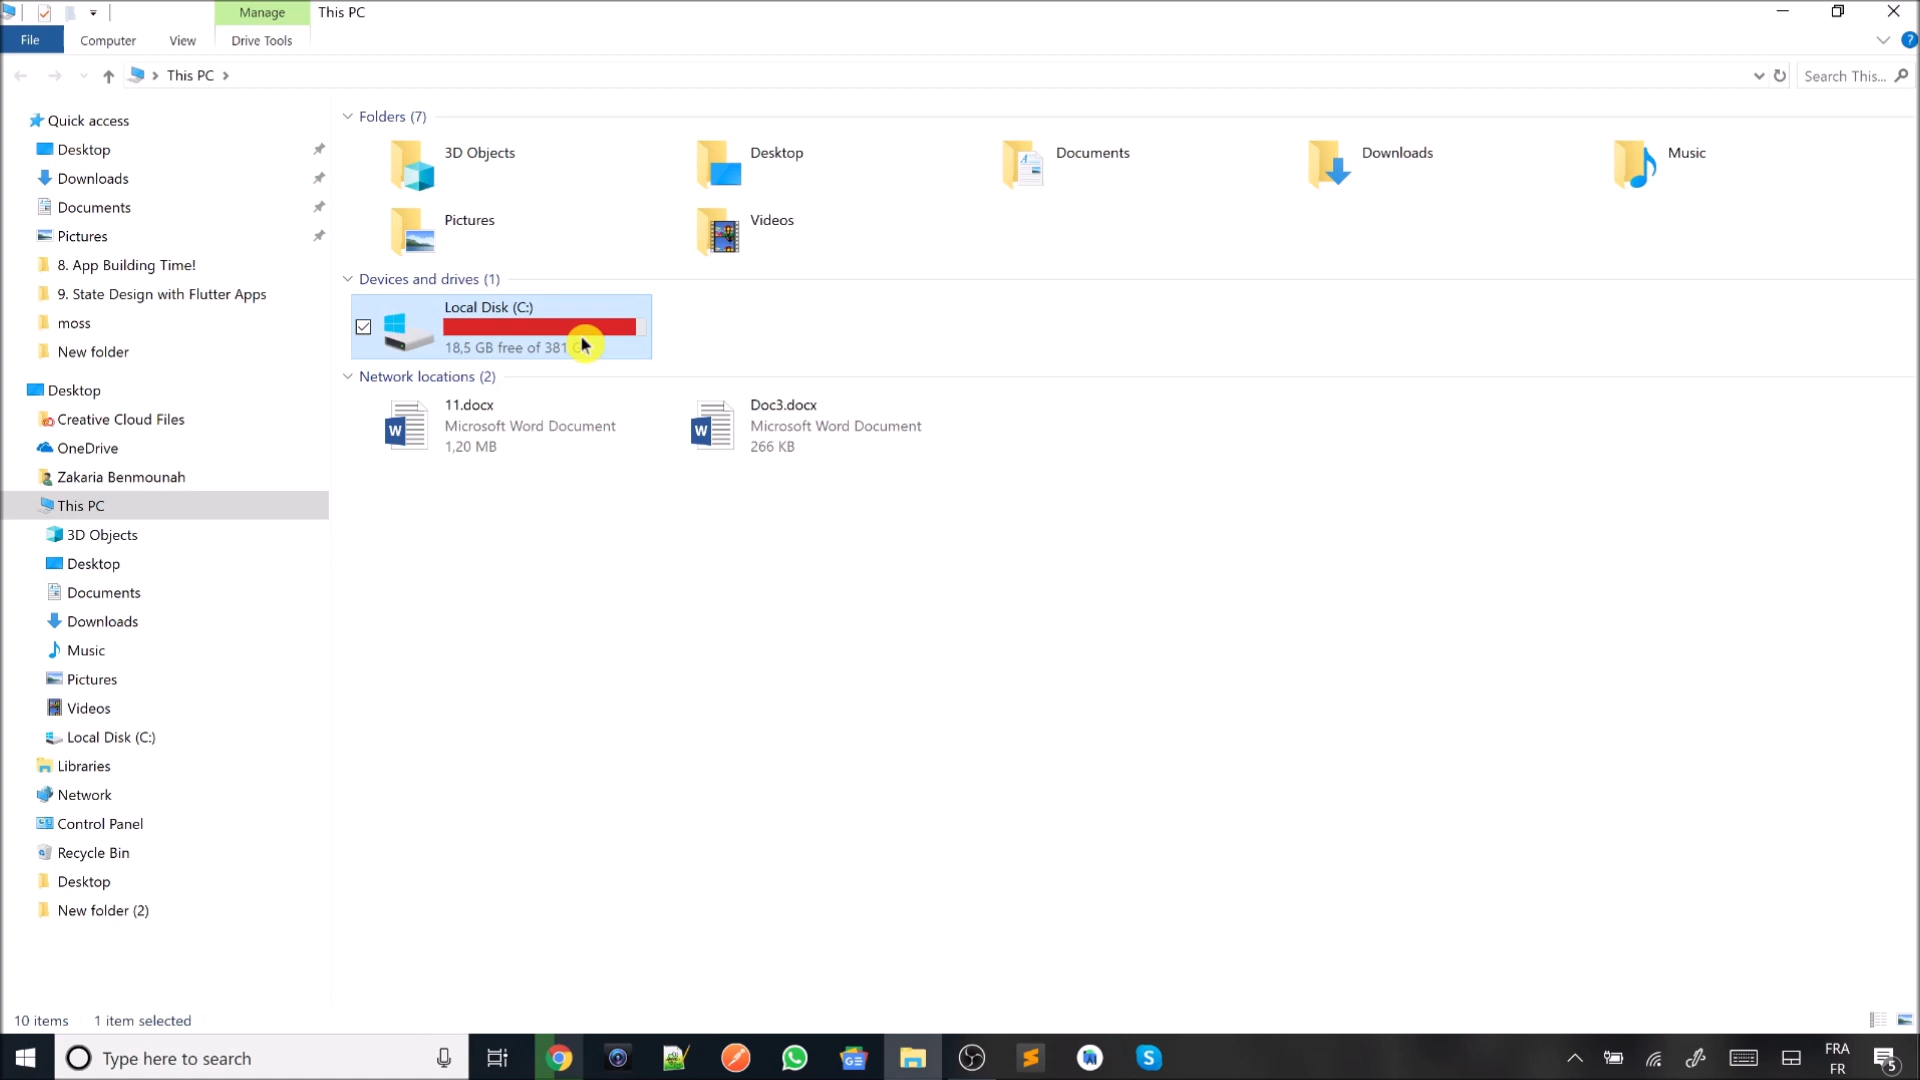 Manage
This PC
File
Computer
View
Drive Tools
This PC
Search This...
Quick access
Desktop
Downloads
Documents
Pictures
8. App Building Time!
9. State Design with Flutter Apps
moss
New folder
Desktop
Creative Cloud Files
OneDrive
Zakaria Benmounah
This PC
3D Objects
Desktop
Documents
Downloads
Music
Pictures
Videos
Local Disk (C:)
Libraries
Network
Control Panel
Recycle Bin
Desktop
New folder (2)
Folders (7)
3D Objects
Desktop
Documents
Downloads
Music
Pictures
Videos
Devices and drives (1)
Local Disk (C:)
18,5 GB free of 381
Network locations (2)
11.docx
Microsoft Word Document
1,20 MB
Doc3.docx
Microsoft Word Document
266 KB
10 items
1 item selected
Type here to search
FRA
FR
5